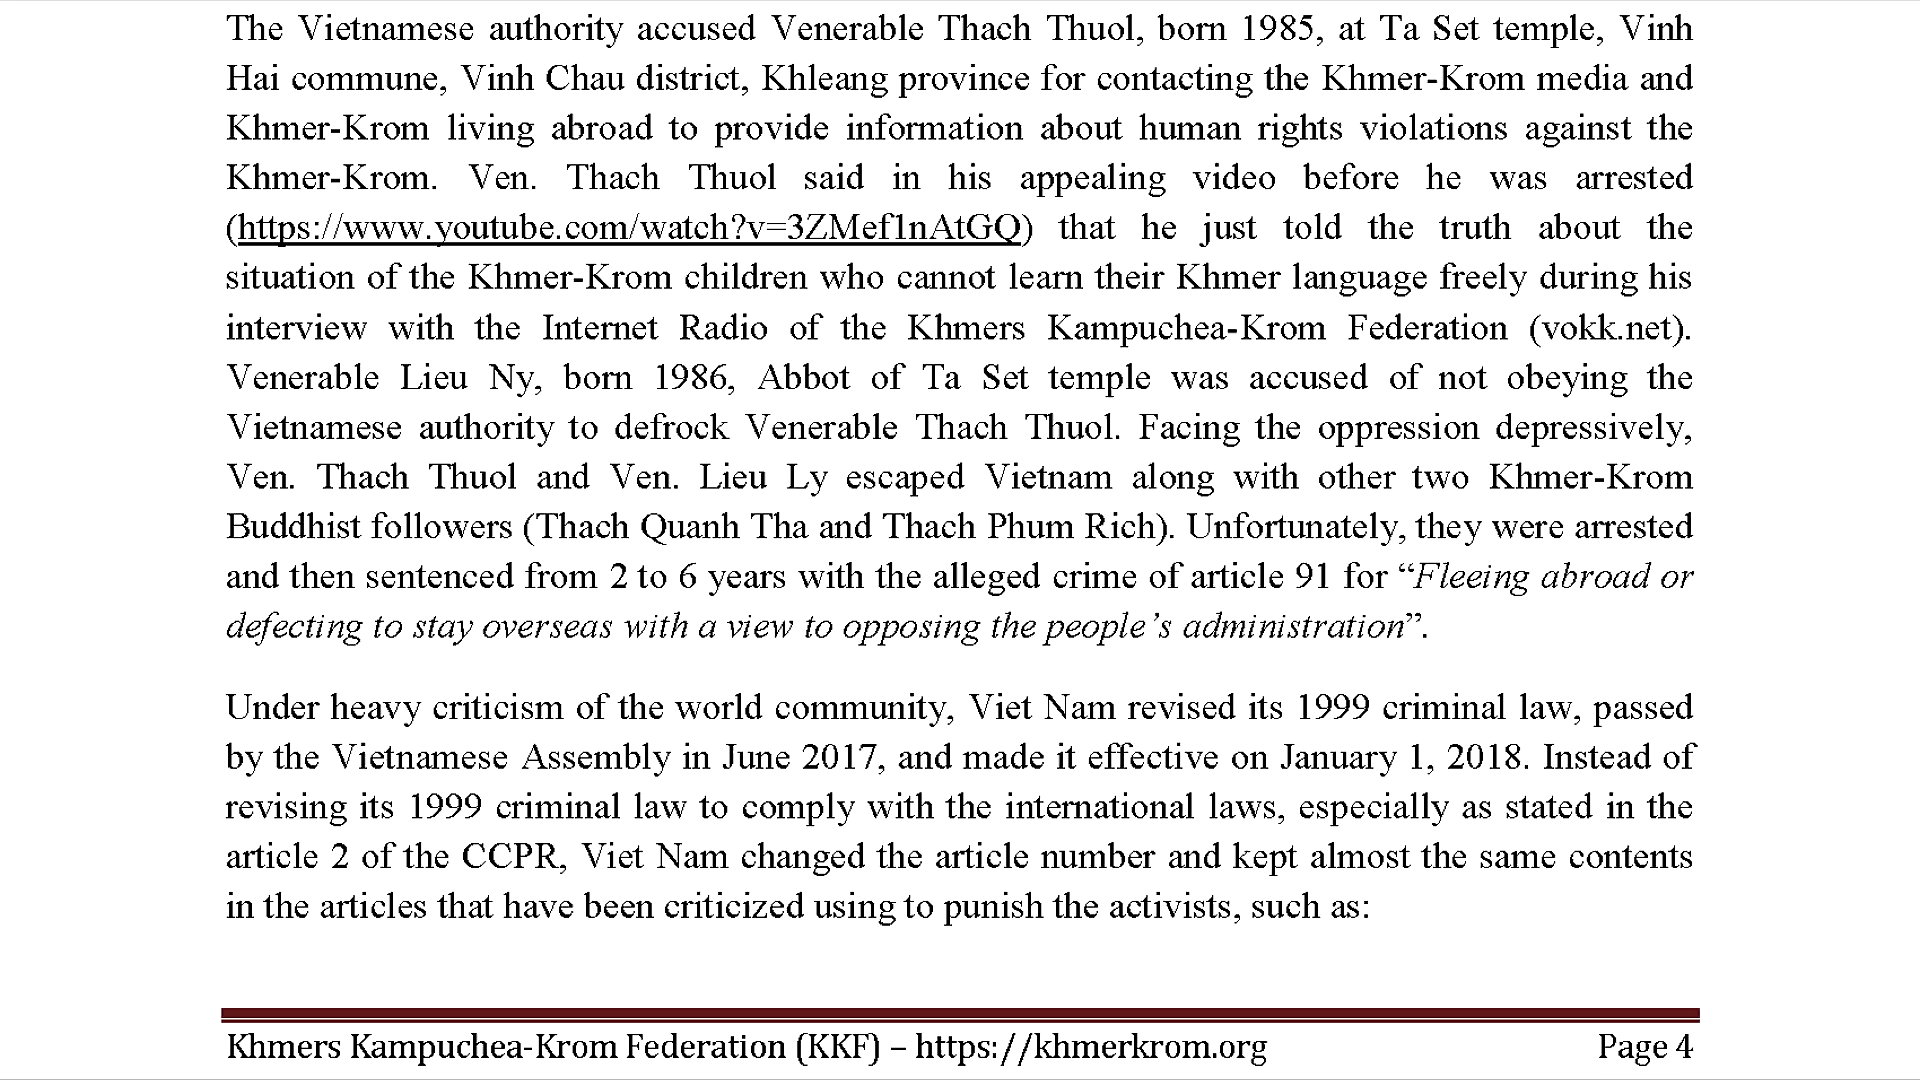 The Vietnamese authority accused Venerable Thach Thuol, born 1985, at Ta Set temple, Vinh
Hai commune, Vinh Chau district, Khleang province for contacting the Khmer-Krom media and
Khmer-Krom living abroad to provide information about human rights violations against the
Khmer-Krom. Ven. Thach Thuol said in his appealing video before he was arrested
(https://www.youtube.com/watch?v=3ZMef1nAtGQ) that he just told the truth about the
situation of the Khmer-Krom children who cannot learn their Khmer language freely during his
interview with the Internet Radio of the Khmers Kampuchea-Krom Federation (vokk.net).
Venerable Lieu Ny, born 1986, Abbot of Ta Set temple was accused of not obeying the
Vietnamese authority to defrock Venerable Thach Thuol. Facing the oppression depressively,
Ven. Thach Thuol and Ven. Lieu Ly escaped Vietnam along with other two Khmer-Krom
Buddhist followers (Thach Quanh Tha and Thach Phum Rich). Unfortunately, they were arrested
and then sentenced from 2 to 6 years with the alleged crime of article 91 for “Fleeing abroad or
defecting to stay overseas with a view to opposing the people’s administration”.
Under heavy criticism of the world community, Viet Nam revised its 1999 criminal law, passed
by the Vietnamese Assembly in June 2017, and made it effective on January 1, 2018. Instead of
revising its 1999 criminal law to comply with the international laws, especially as stated in the
article 2 of the CCPR, Viet Nam changed the article number and kept almost the same contents
in the articles that have been criticized using to punish the activists, such as:
Khmers Kampuchea-Krom Federation (KKF) – https://khmerkrom.org Page 4